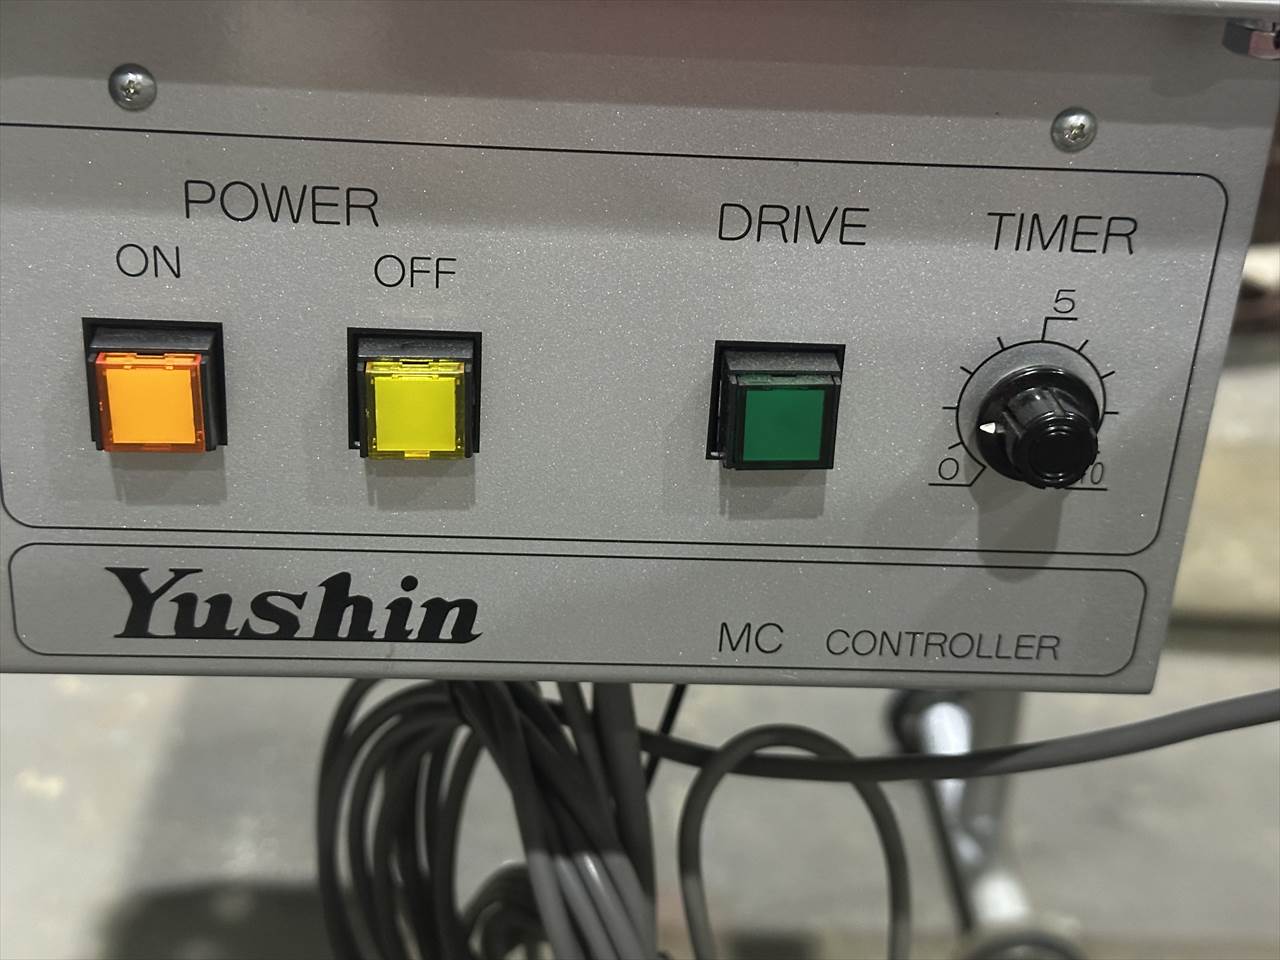 POWER
ON
OFF
DRIVE
TIMER
5
0
10
Yushin
MC CONTROLLER